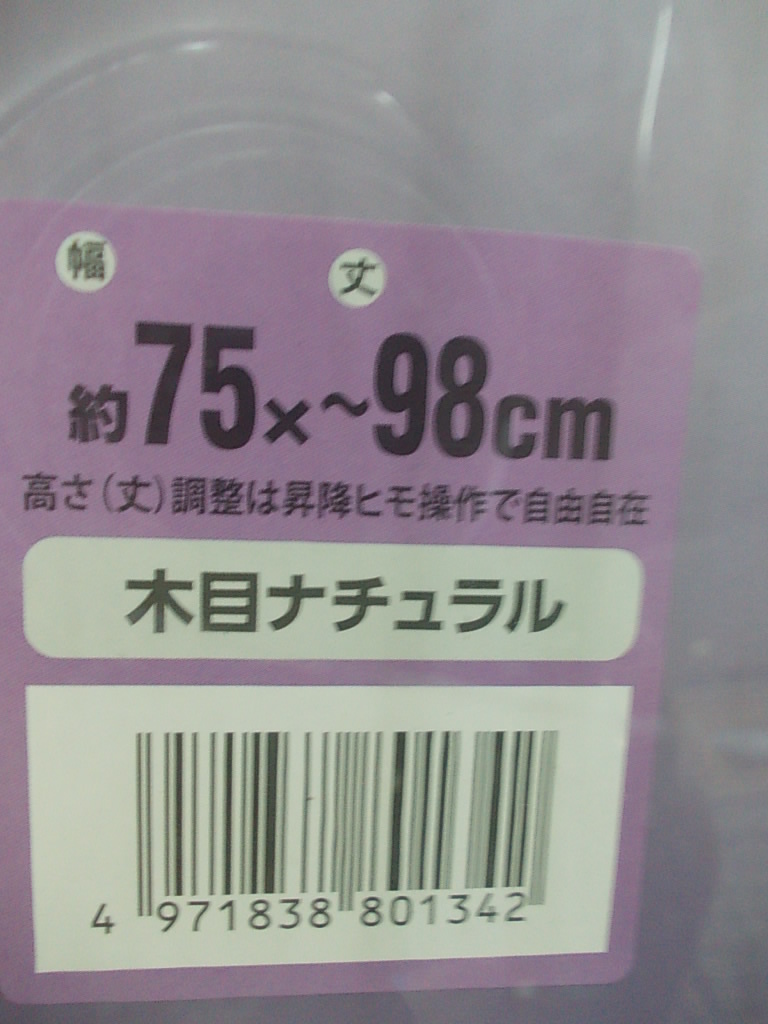 幅 丈
約75×~98cm
高さ(丈)調整は昇降ヒモ操作で自由自在
木目ナチュラル
4 971838 801342